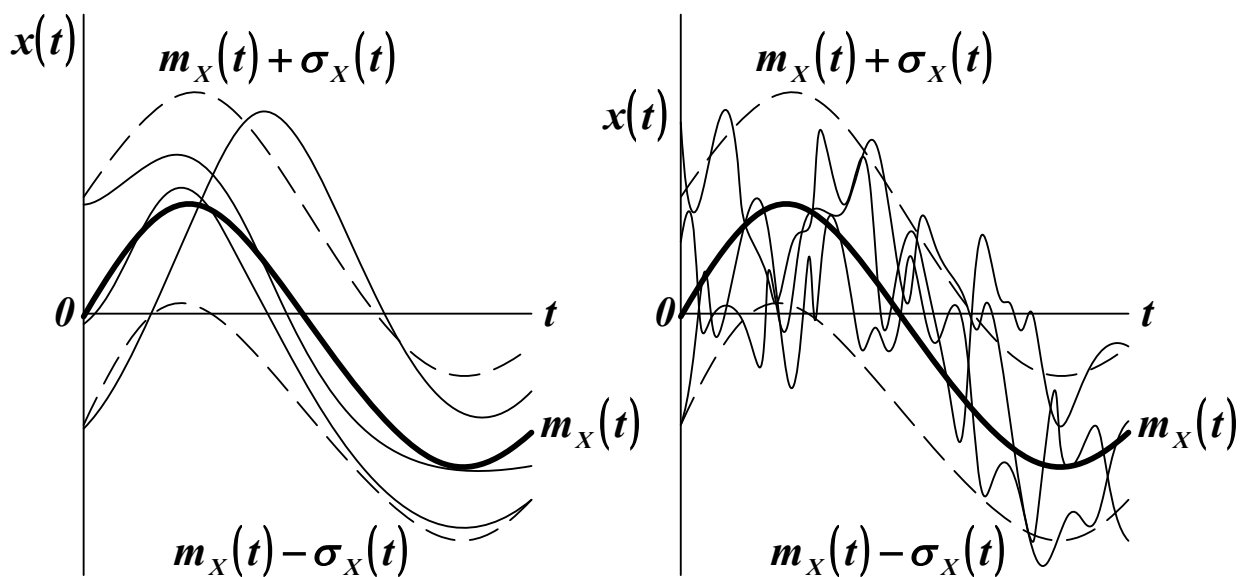 x(t)
m_X(t) + σ_X(t)
0
t
m_X(t)
m_X(t) − σ_X(t)
x(t)
m_X(t) + σ_X(t)
0
t
m_X(t)
m_X(t) − σ_X(t)